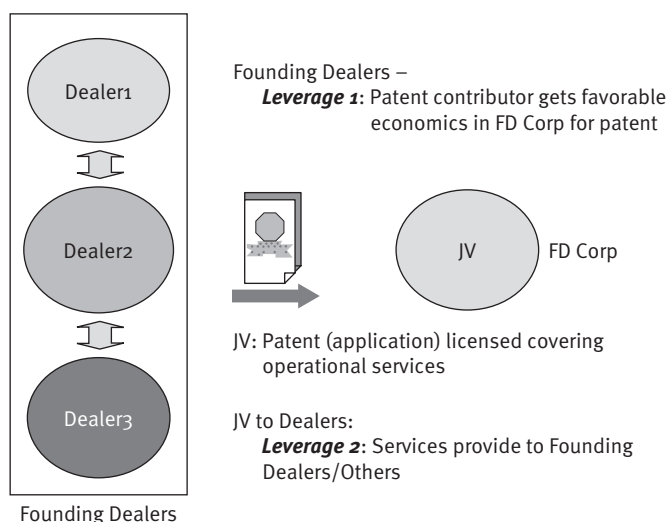 Dealer1
Dealer2
Dealer3
Founding Dealers
Founding Dealers –
Leverage 1: Patent contributor gets favorable
economics in FD Corp for patent
JV
FD Corp
JV: Patent (application) licensed covering
operational services
JV to Dealers:
Leverage 2: Services provide to Founding
Dealers/Others